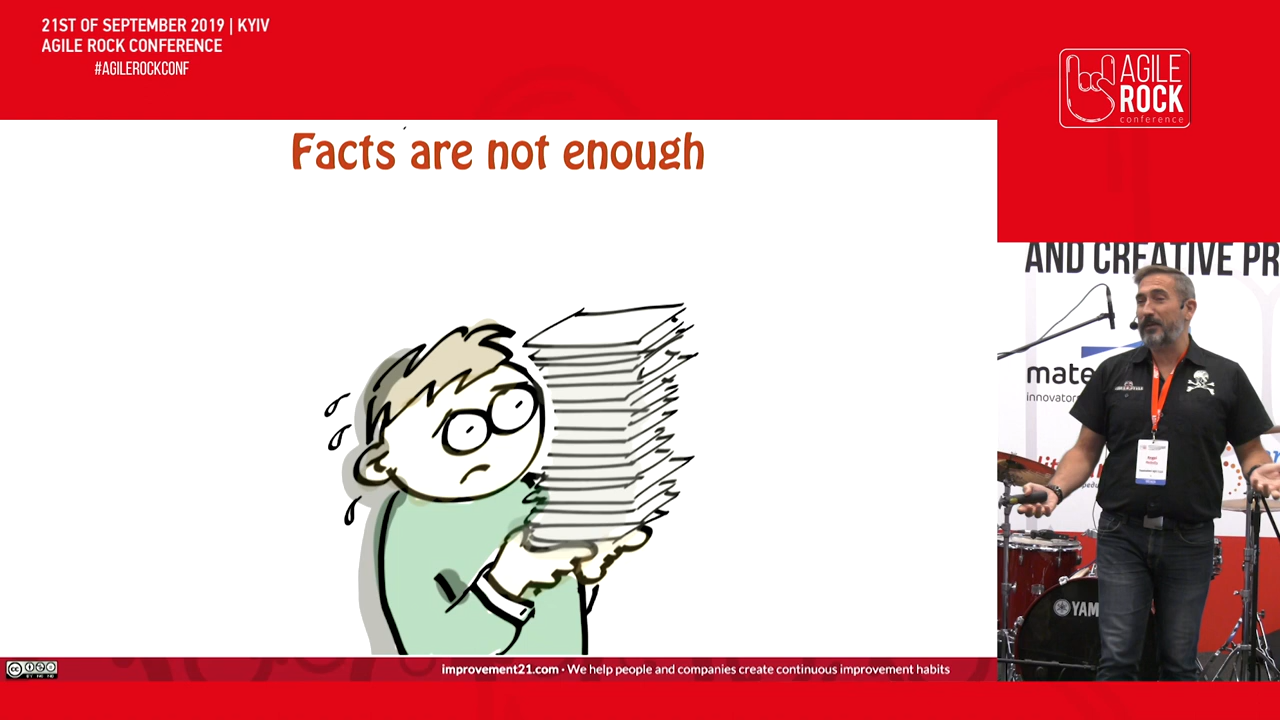 21ST OF SEPTEMBER 2019 | KYIV
AGILE ROCK CONFERENCE
#AGILEROCKCONF
AGILE
ROCK
conference
Facts are not enough
AND CREATIVE PR
mate
innovator
YAM
improvement21.com · We help people and companies create continuous improvement habits